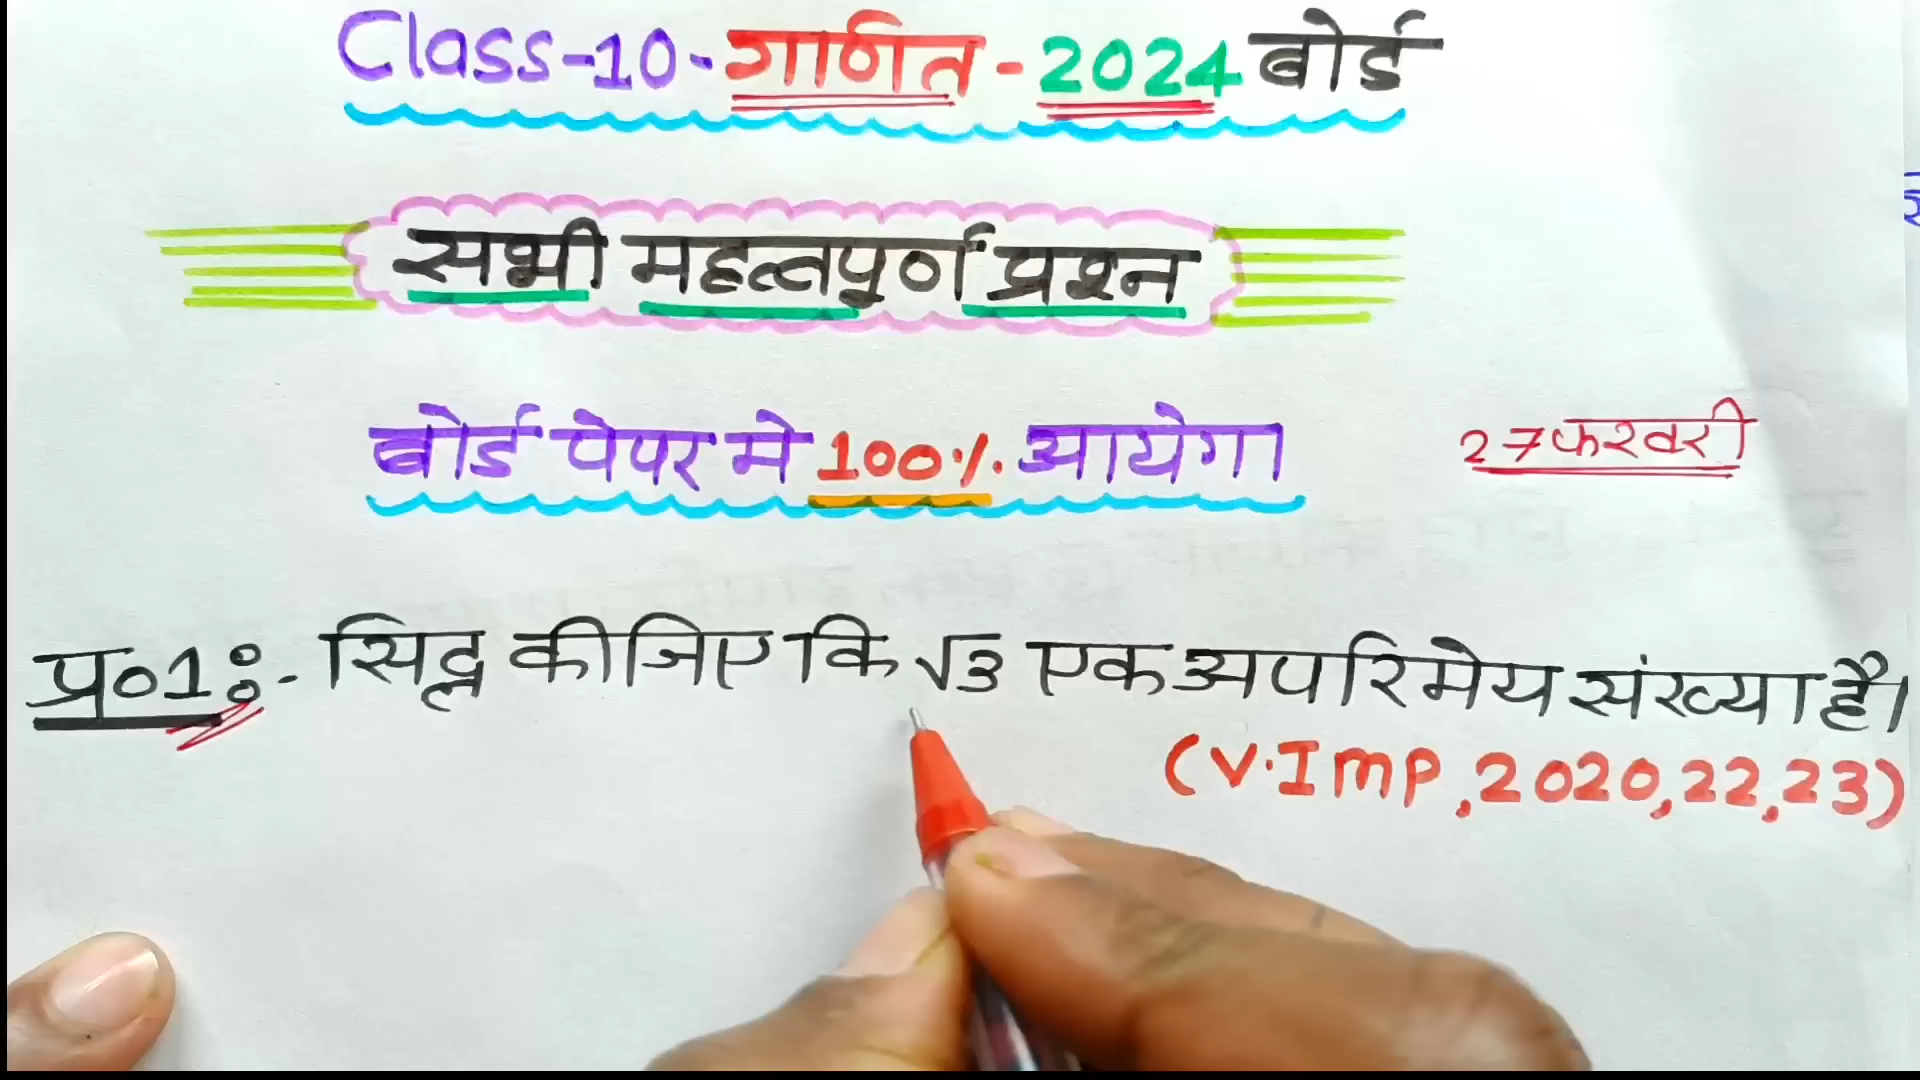 Class-10-गणित-2024 बोर्ड
सभी महत्वपूर्ण प्रश्न
बोर्ड पेपर मे 100% आयेगा
27 फरवरी
प्र०1:- सिद्ध कीजिए कि √3 एक अपरिमेय संख्या है।
(V.Imp, 2020, 22, 23)